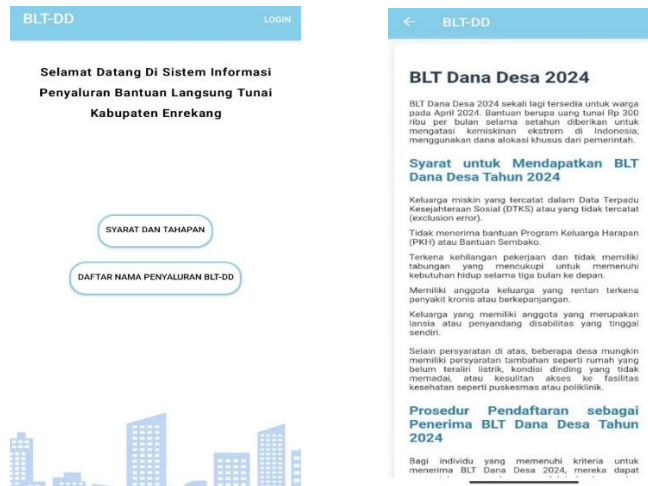 BLT-DD
LOGIN
Selamat Datang Di Sistem Informasi
Penyaluran Bantuan Langsung Tunai
Kabupaten Enrekang
SYARAT DAN TAHAPAN
DAFTAR NAMA PENYALURAN BLT-DD
BLT-DD
BLT Dana Desa 2024
BLT Dana Desa 2024 sekali lagi tersedia untuk warga
pada April 2024. Bantuan berupa uang tunai Rp 300
ribu per bulan selama setahun diberikan untuk
mengatasi kemiskinan ekstrem di Indonesia,
menggunakan dana alokasi khusus dari pemerintah.
Syarat untuk Mendapatkan BLT
Dana Desa Tahun 2024
Keluarga miskin yang tercatat dalam Data Terpadu
Kesejahteraan Sosial (DTKS) atau yang tidak tercatat
(exclusion error).
Tidak menerima bantuan Program Keluarga Harapan
(PKH) atau Bantuan Sembako.
Terkena kehilangan pekerjaan dan tidak memiliki
tabungan yang mencukupi untuk memenuhi
kebutuhan hidup selama tiga bulan ke depan.
Memiliki anggota keluarga yang rentan terkena
penyakit kronis atau berkepanjangan.
Keluarga yang memiliki anggota yang merupakan
lansia atau penyandang disabilitas yang tinggal
sendiri.
Selain persyaratan di atas, beberapa desa mungkin
memiliki persyaratan tambahan seperti rumah yang
belum teraliri listrik, kondisi dinding yang tidak
memadai, atau kesulitan akses ke fasilitas
kesehatan seperti puskesmas atau poliklinik.
Prosedur Pendaftaran sebagai
Penerima BLT Dana Desa Tahun
2024
Bagi individu yang memenuhi kriteria untuk
menerima BLT Dana Desa 2024, mereka dapat